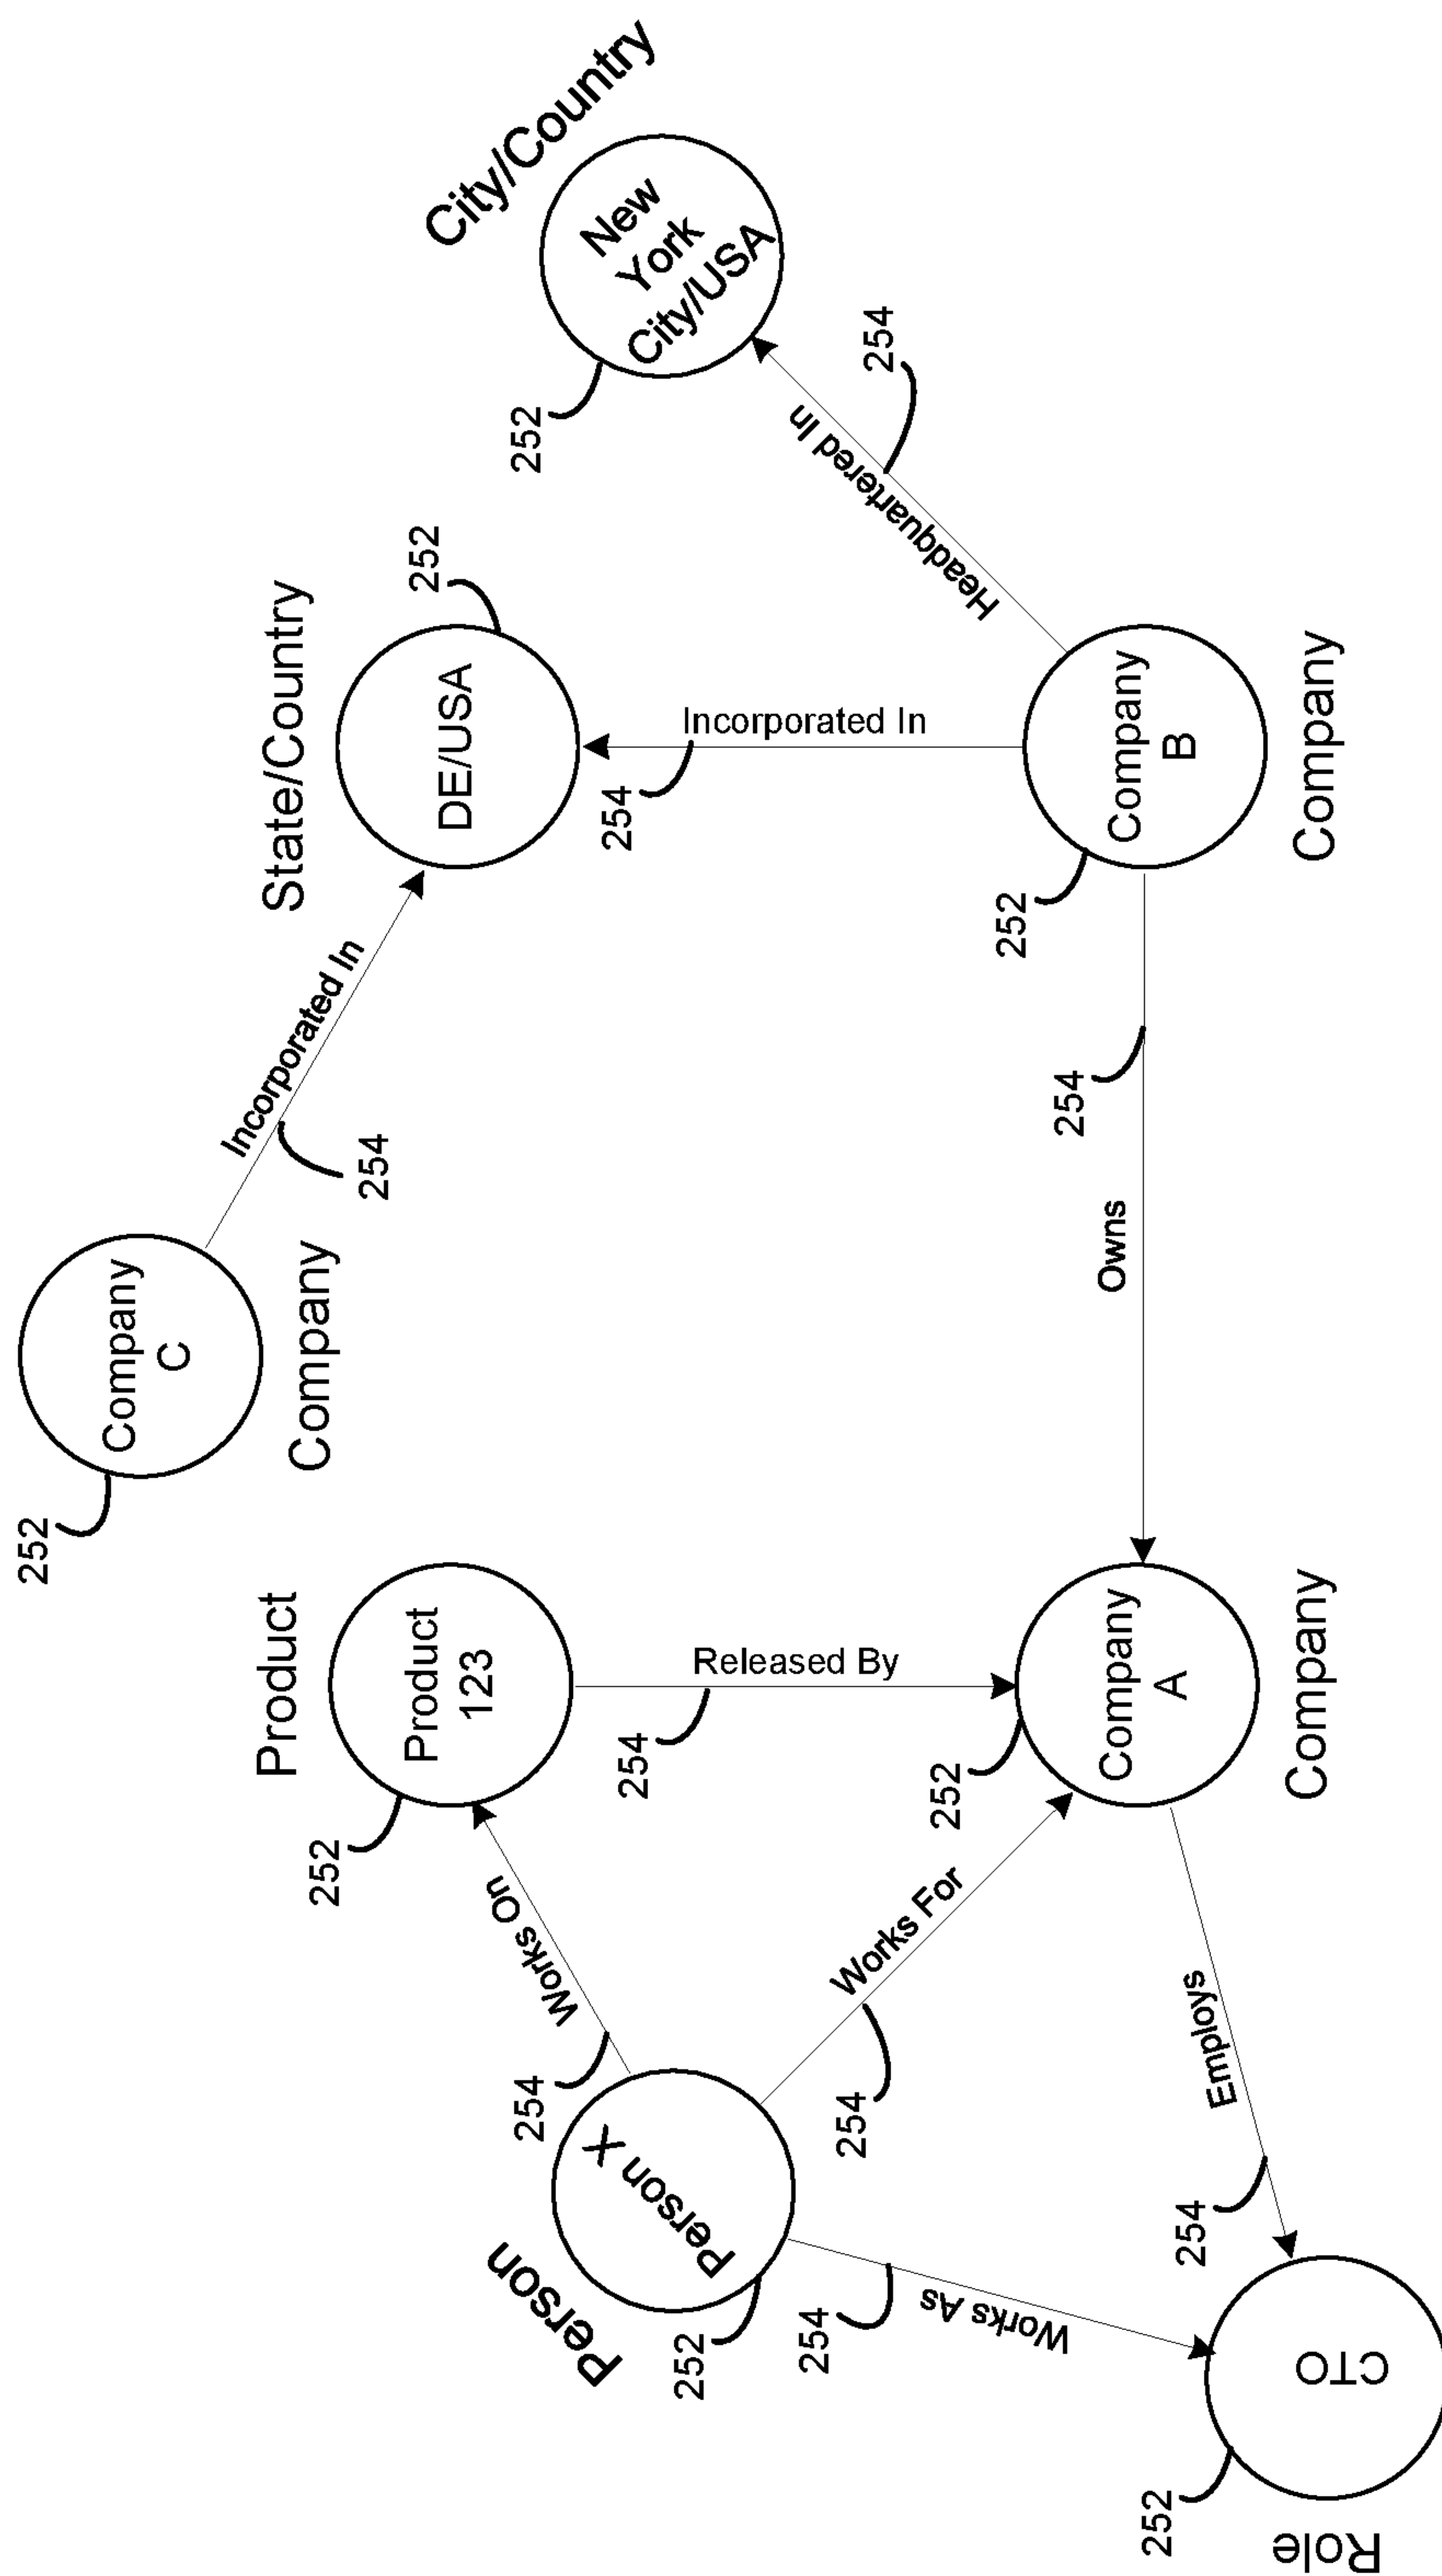 Person
Person X
252
254
Works On
254
Works For
254
Works As
Role
CTO
252
Product
Product
123
252
254
Released By
Company
A
252
Company
254
Employs
Company
C
252
Company
254
Incorporated In
254
Owns
State/Country
DE/USA
252
254
Incorporated In
Company
B
252
Company
254
Headquartered In
City/Country
New
York
City/USA
252